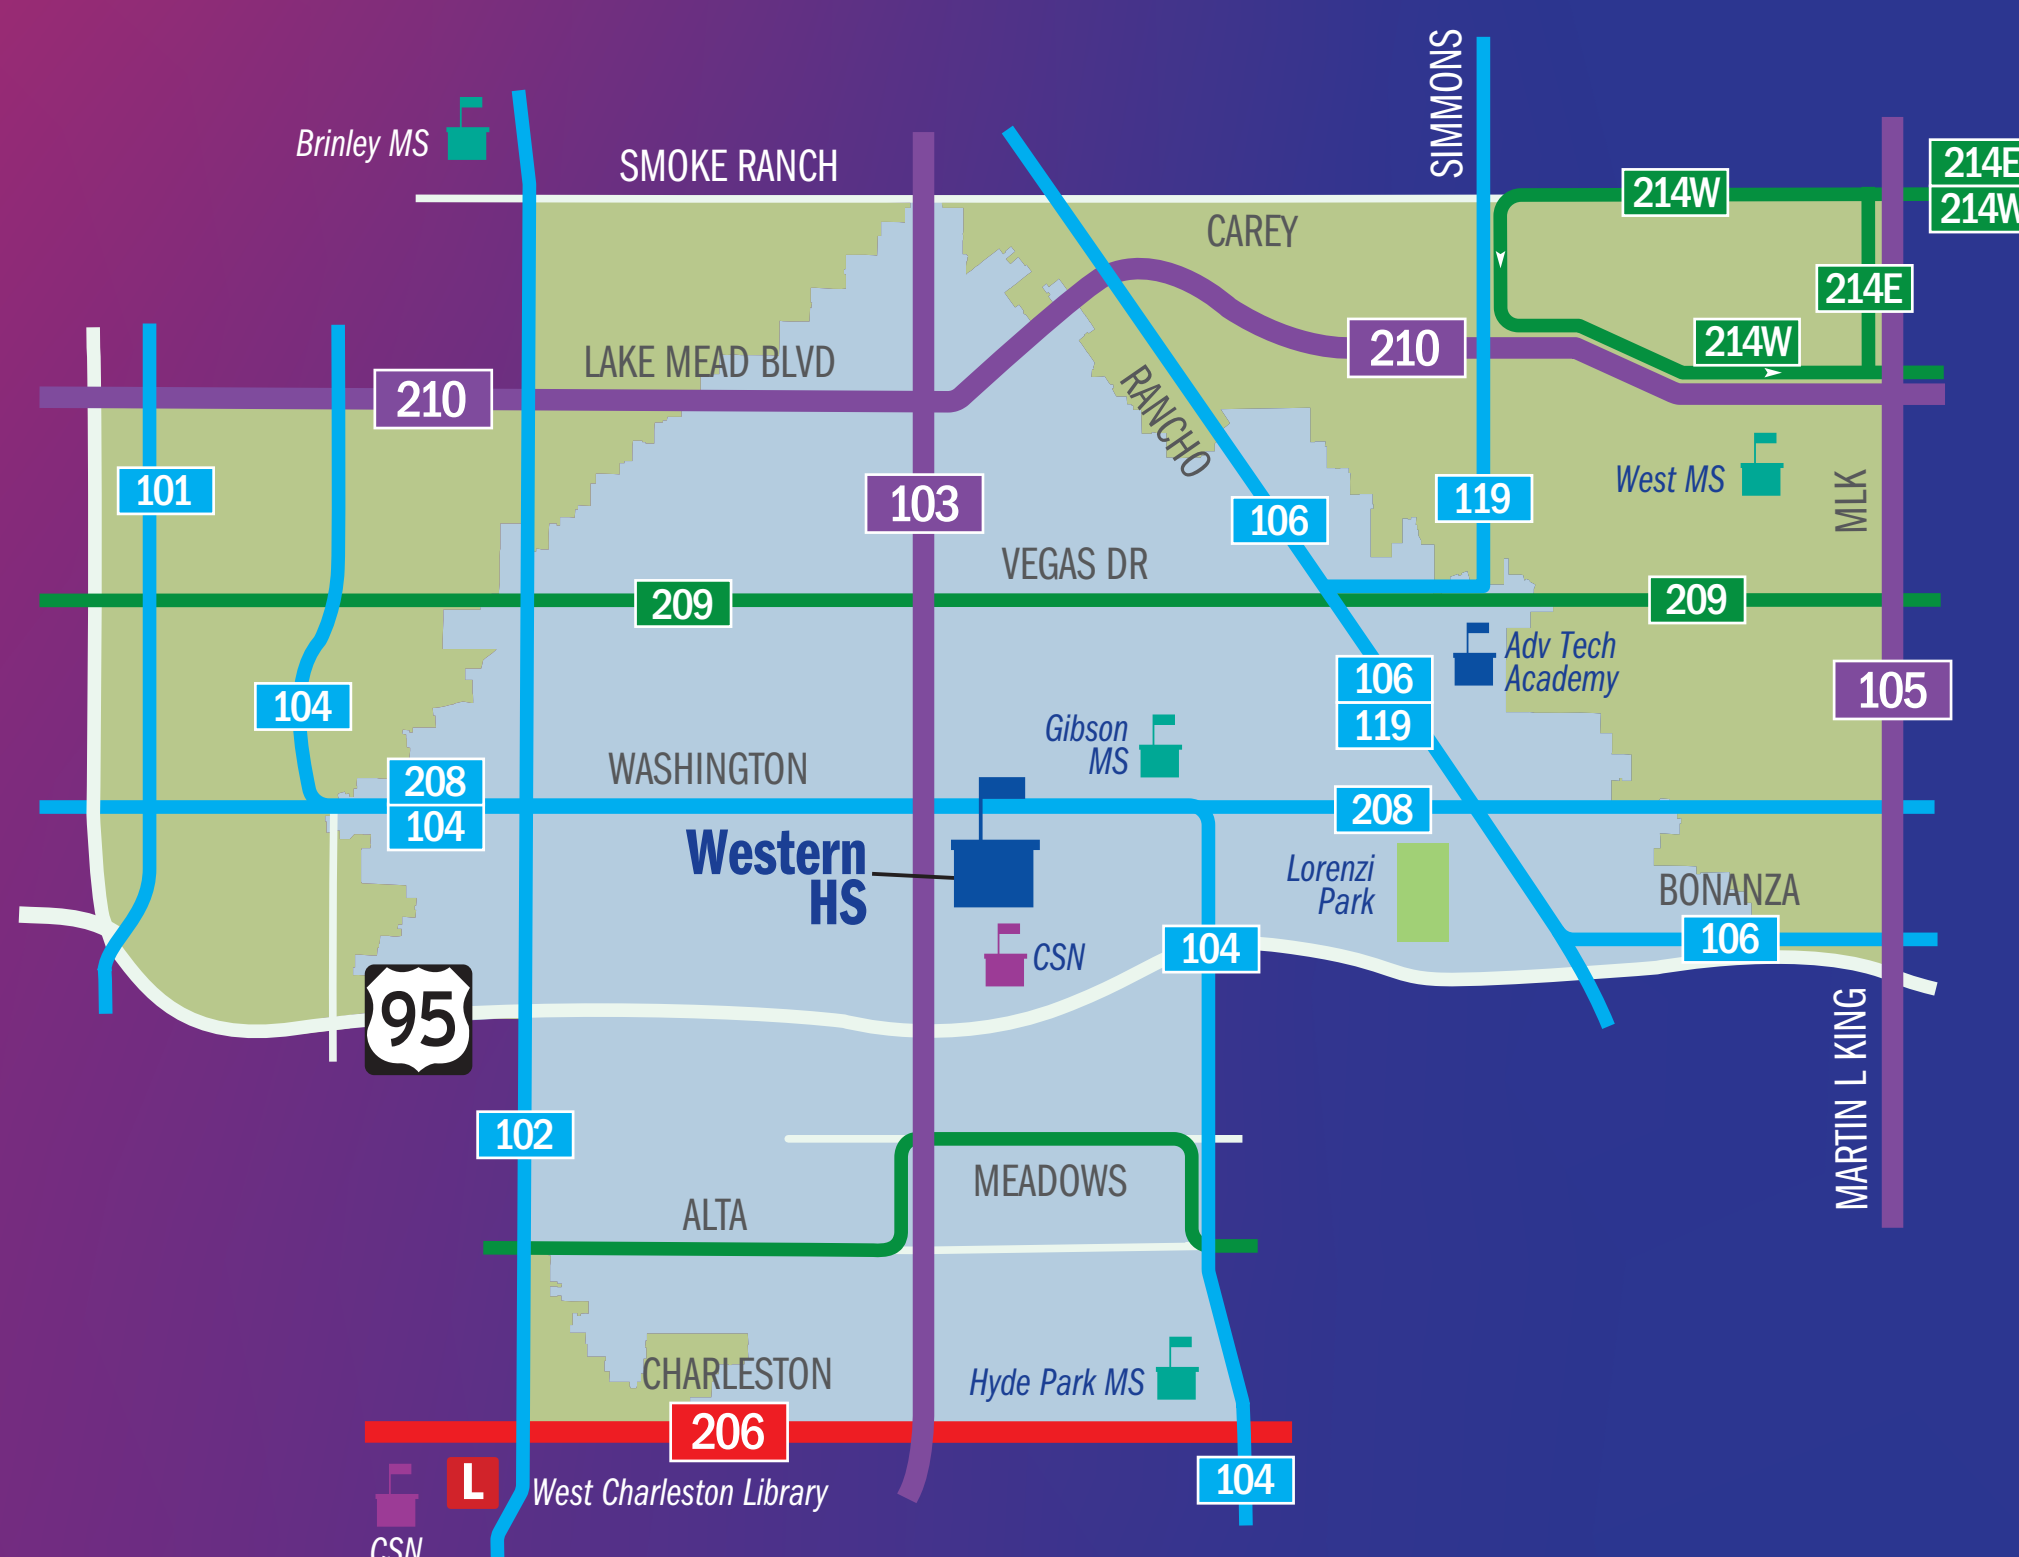 SIMMONS
Brinley MS
SMOKE RANCH
214E
214W
214W
CAREY
214E
214W
210
LAKE MEAD BLVD
210
RANCHO
West MS
MLK
101
103
119
106
VEGAS DR
209
209
Adv Tech
Academy
106
119
105
104
Gibson
MS
WASHINGTON
208
104
208
Western
HS
Lorenzi
Park
BONANZA
106
104
CSN
95
MARTIN L KING
102
MEADOWS
ALTA
CHARLESTON
Hyde Park MS
206
L
West Charleston Library
104
CSN